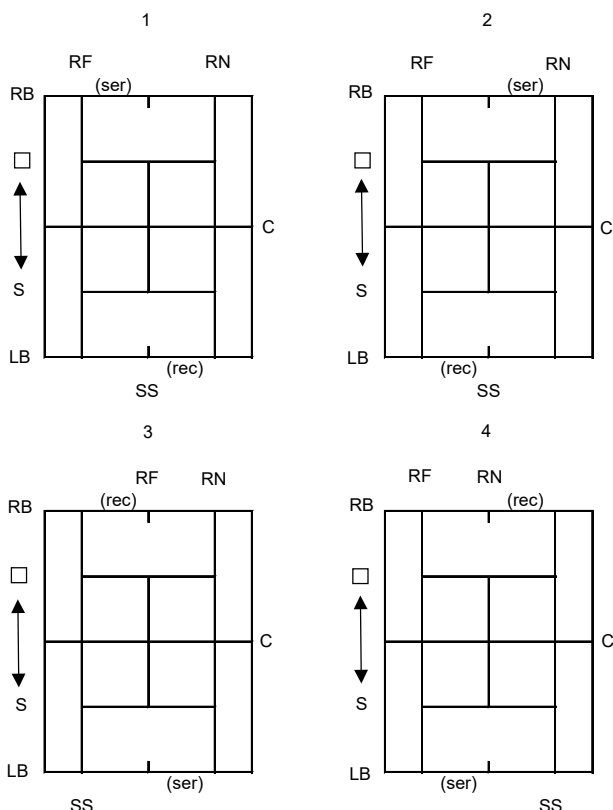 1
RF
RN
(ser)
RB
S
C
LB
(rec)
SS
2
RF
RN
(ser)
RB
S
C
LB
(rec)
SS
3
RF
RN
(rec)
RB
S
C
LB
(ser)
SS
4
RF
RN
(rec)
RB
S
C
LB
(ser)
SS